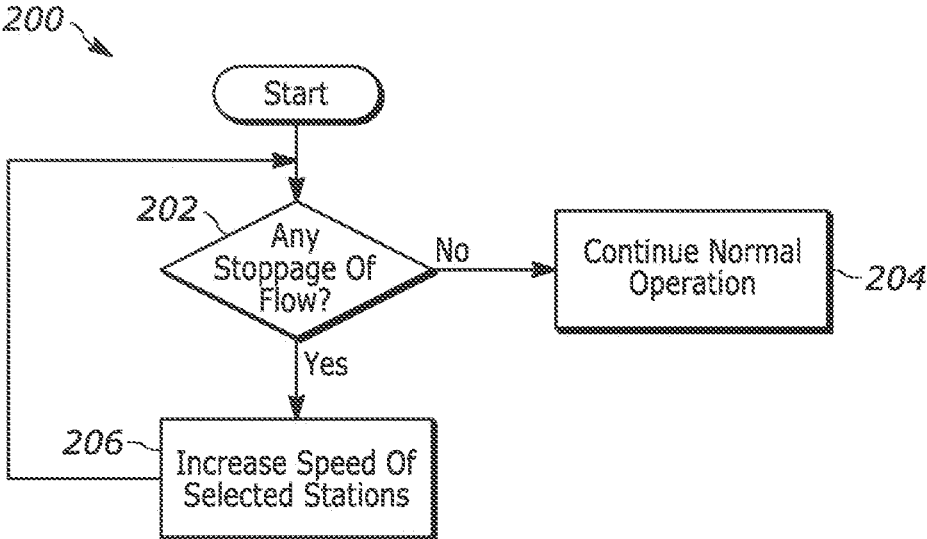 200
Start
202
Any
Stoppage Of
Flow?
No
Continue Normal
Operation
204
Yes
206
Increase Speed Of
Selected Stations